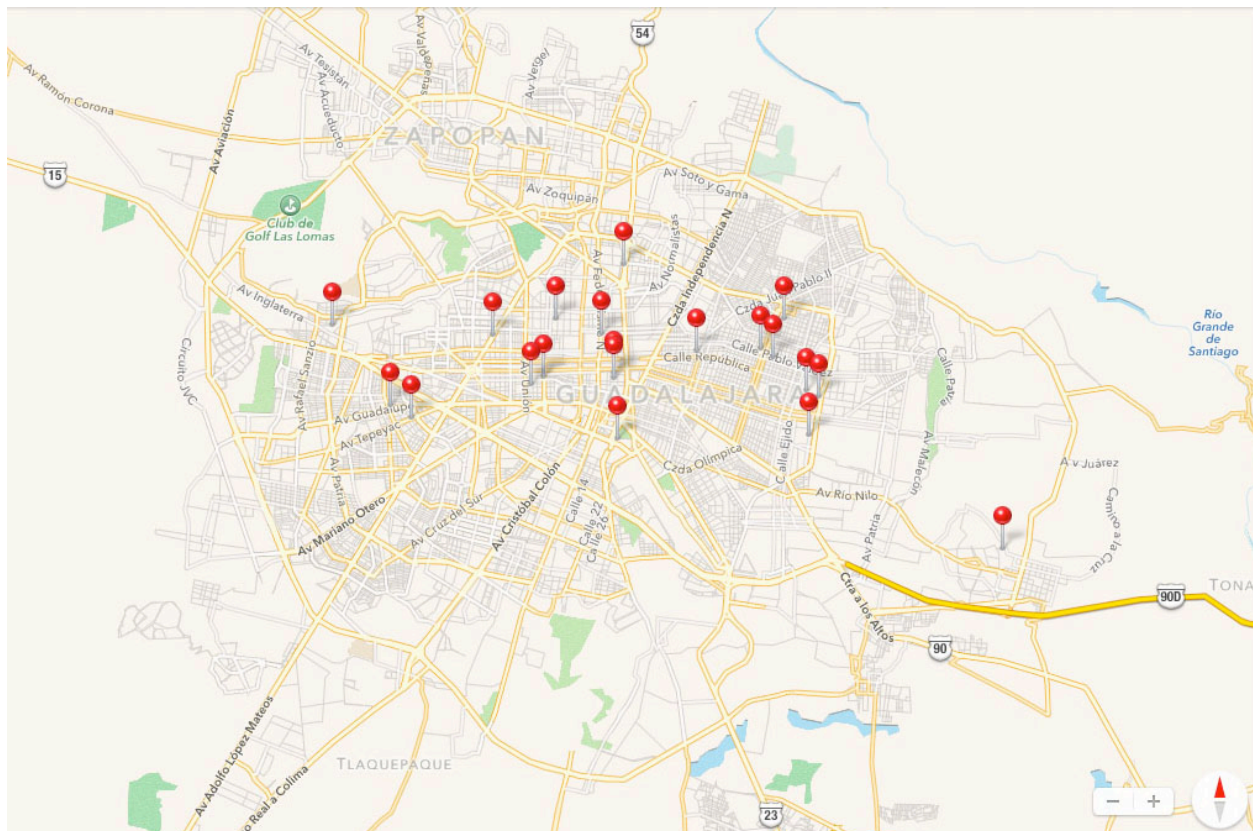 54
Av Tesistán
Av Valdepeñas
Av Verge
Av Ramón Corona
Av Acueducto
Av Aviación
ZAPOPAN
15
Av Soto y Gama
Av Zoquipán
Club de
Golf Las Lomas
Av Normalistas
Czda Independencia N
Av Inglaterra
Czda Juan Pablo II
Río
Grande
de
Santiago
Circuito JVC
Av Rafael Sanzio
Calle República
Calle Pablo
Calle Patria
Av Unión
GUADALAJARA
Av Guadalupe
Av Tepeyac
Calle Ejido
Av Malecón
Czda Olímpica
Av Juárez
Av Patria
Av Río Nilo
Av Cristóbal Colón
Calle 14
Calle 22
Calle 26
Av Cruz del Sur
Av Mariano Otero
Camino a la Cruz
Av Patria
Ctra a los Altos
TONA
90D
90
Av Adolfo López Mateos
TLAQUEPAQUE
o Real a Colima
23